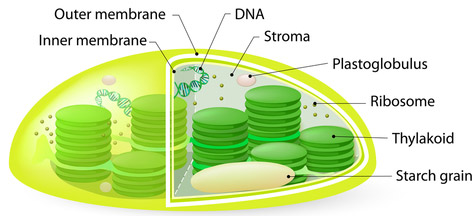 Outer membrane
DNA
Inner membrane
Stroma
Plastoglobulus
Ribosome
Thylakoid
Starch grain